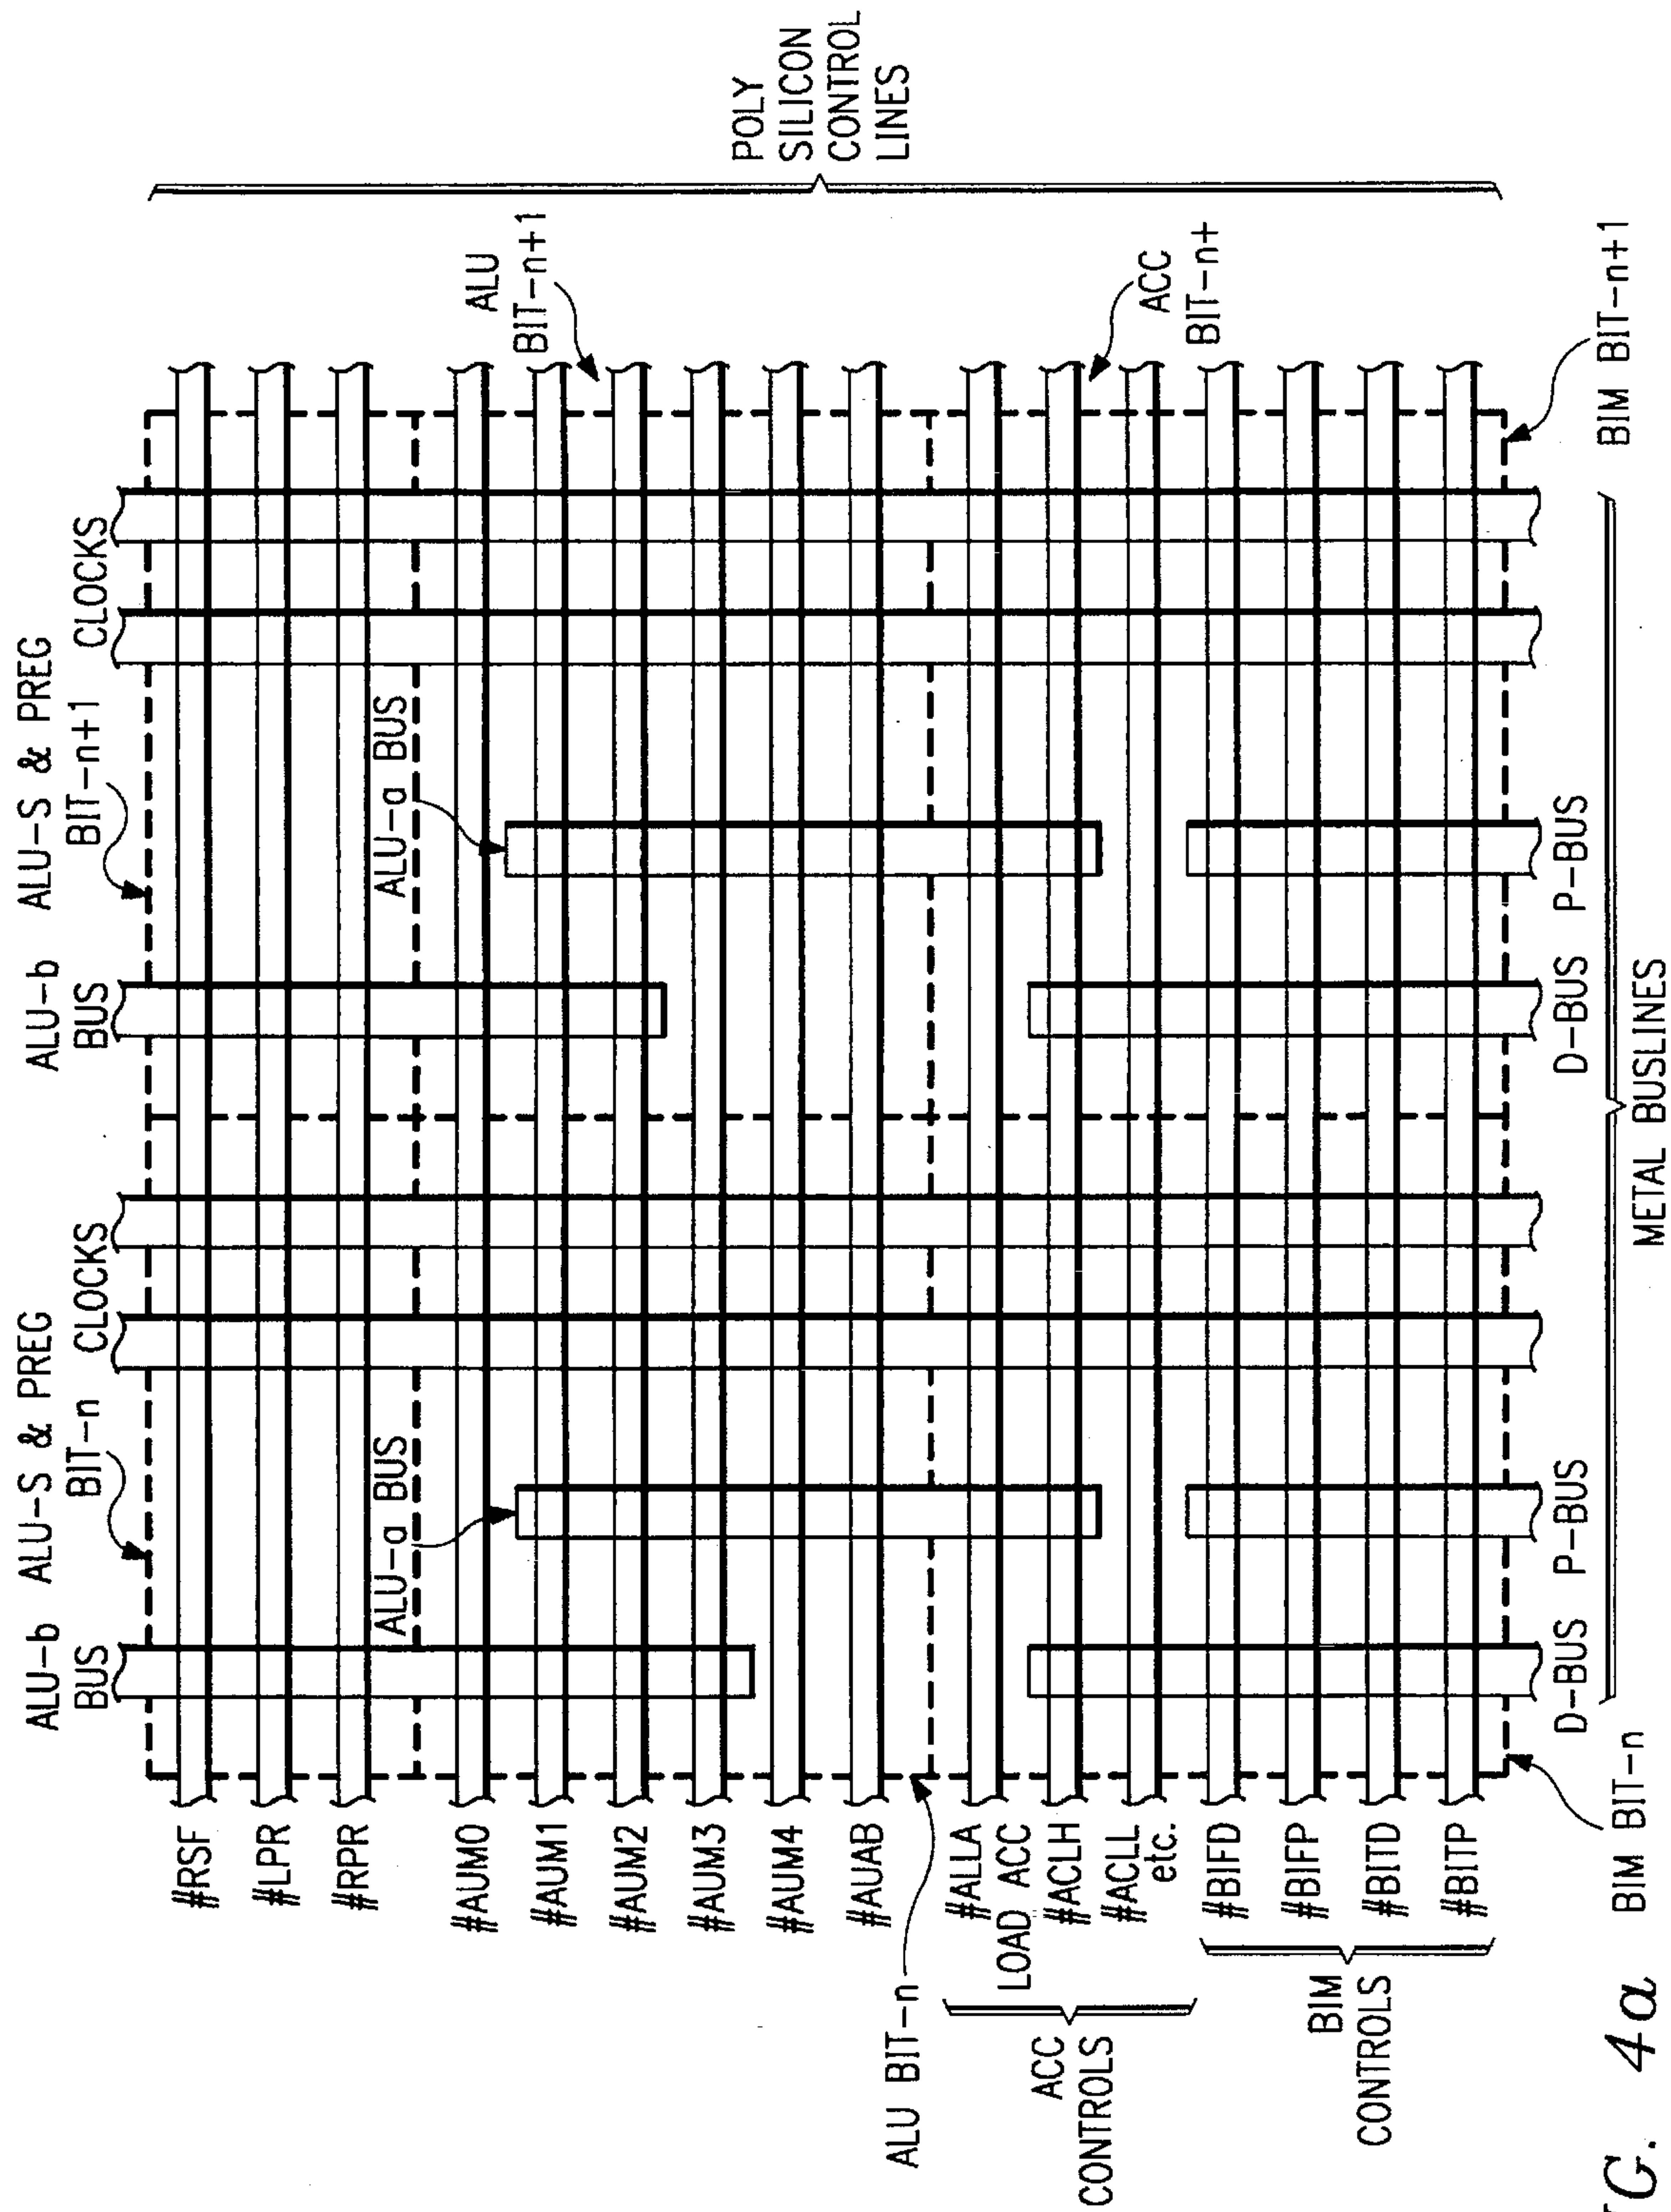 ALU-b
BUS
ALU-S & PREG
BIT-n
CLOCKS
ALU-b
BUS
ALU-S & PREG
BIT-n+1
CLOCKS
ALU-a BUS
ALU-a BUS
#RSF
#LPR
#RPR
#AUM0
#AUM1
#AUM2
#AUM3
#AUM4
#AUAB
#ALLA
LOAD ACC
#ACLH
#ACLL
etc.
#BIFD
#BIFP
#BITD
#BITP
ALU BIT-n
ACC
CONTROLS
BIM
CONTROLS
ALU
BIT-n+1
ACC
BIT-n+
POLY
SILICON
CONTROL
LINES
D-BUS
P-BUS
D-BUS
P-BUS
BIM BIT-n
BIM BIT-n+1
METAL BUSLINES
4a